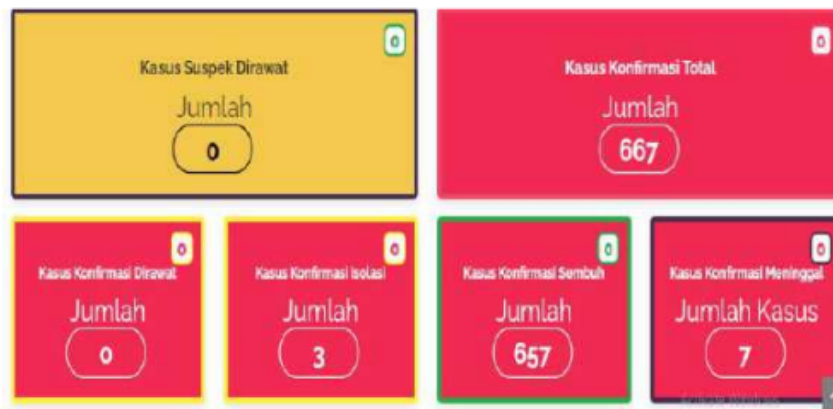 0
Kasus Suspek Dirawat
Jumlah
0
0
Kasus Konfirmasi Total
Jumlah
667
0
Kasus Konfirmasi Dirawat
Jumlah
0
0
Kasus Konfirmasi Isolasi
Jumlah
3
0
Kasus Konfirmasi Sembuh
Jumlah
657
0
Kasus Konfirmasi Meninggal
Jumlah Kasus
7